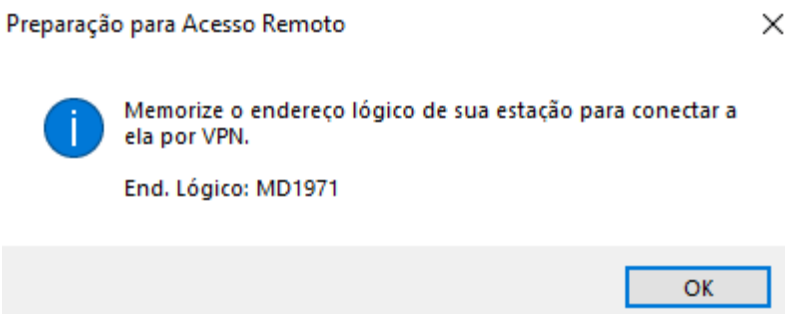 Preparação para Acesso Remoto
Memorize o endereço lógico de sua estação para conectar a
ela por VPN.
End. Lógico: MD1971
OK